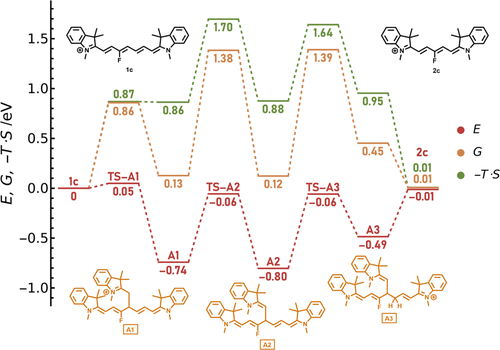 E, G, −T·S /eV
1.5
1.0
0.5
0.0
−0.5
−1.0
N
F
N
⊕
1c
N
⊕
F
N
2c
1.70
1.64
1.38
1.39
0.87
0.86
0.86
0.88
0.95
0.13
0.12
0.45
E
G
−T·S
1c
0
TS–A1
0.05
TS–A2
−0.06
TS–A3
−0.06
2c
0.01
0.01
−0.01
A1
−0.74
A2
−0.80
A3
−0.49
N
⊕
N
F
N
A1
N
N
F
N
A2
N
N
F
H H
N
⊕
A3